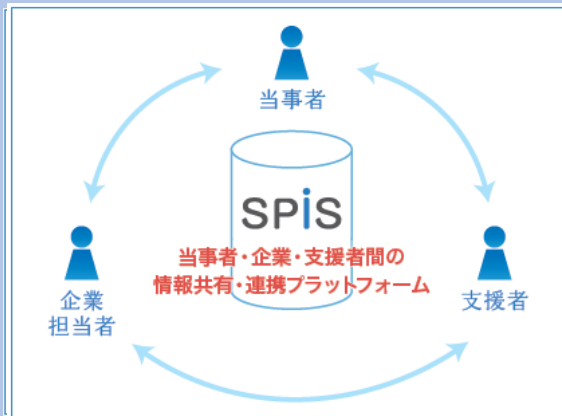 当事者
SPiS
当事者・企業・支援者間の
情報共有・連携プラットフォーム
企業
担当者
支援者